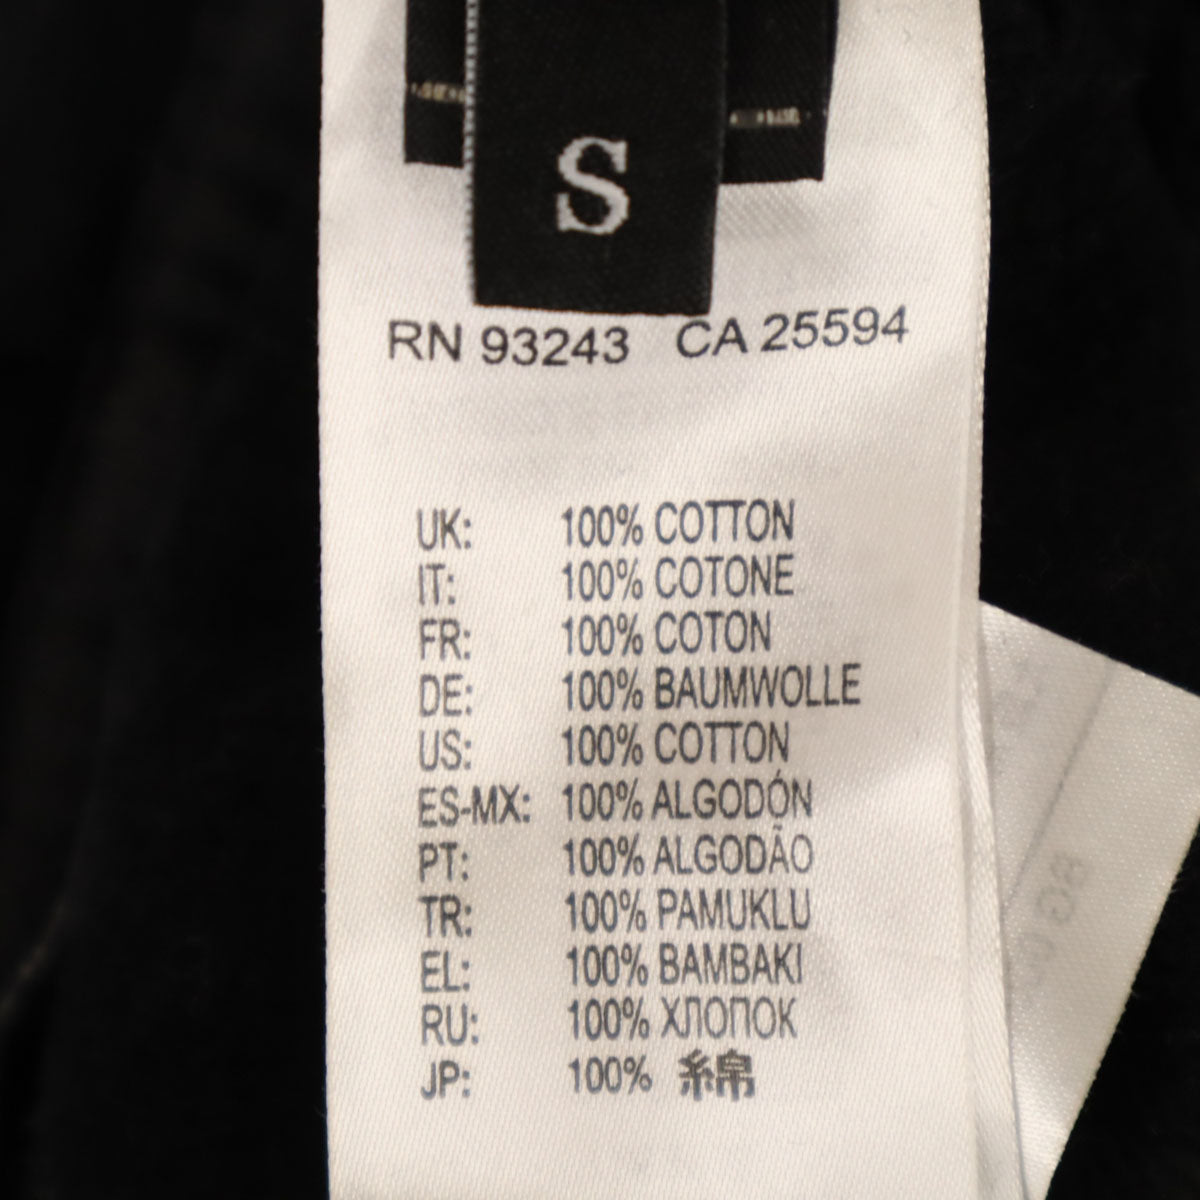 S
RN 93243 CA 25594
UK: 100% COTTON
IT: 100% COTONE
FR: 100% COTON
DE: 100% BAUMWOLLE
US: 100% COTTON
ES-MX: 100% ALGODÓN
PT: 100% ALGODÃO
TR: 100% PAMUKLU
EL: 100% BAMBAKI
RU: 100% ХЛОПОК
JP: 100% 綿